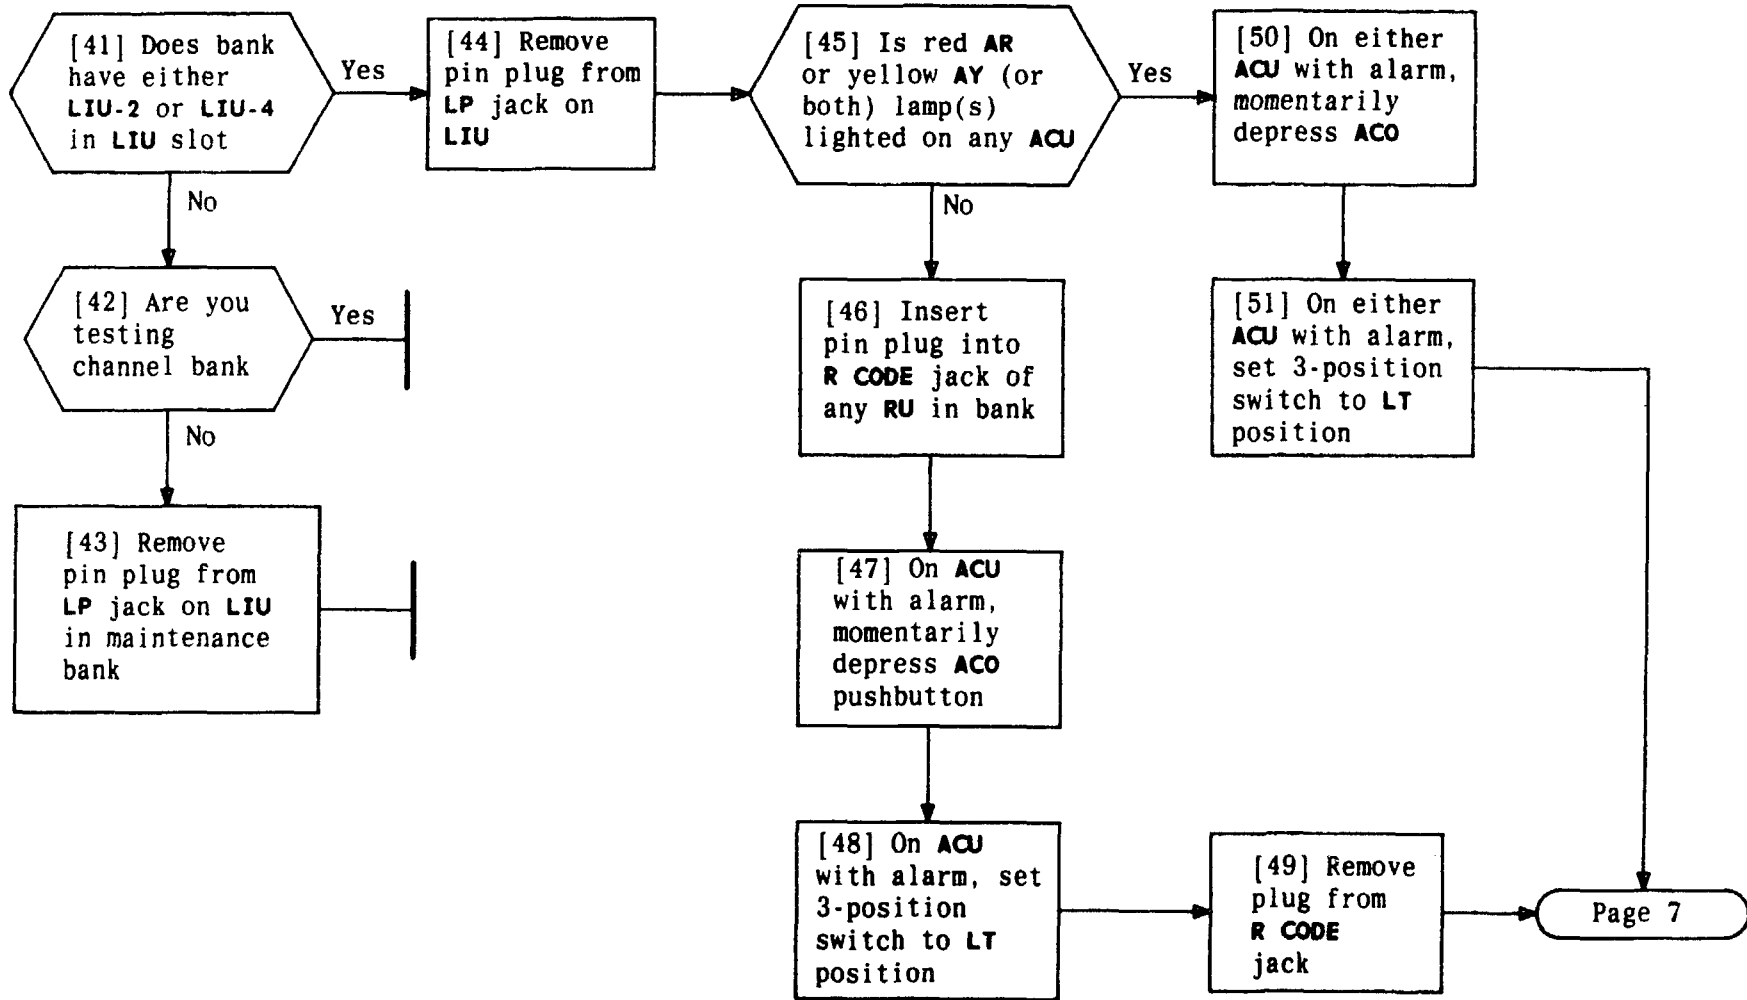 [41] Does bank
have either
LIU-2 or LIU-4
in LIU slot
Yes
No
[42] Are you
testing
channel bank
Yes
No
[43] Remove
pin plug from
LP jack on LIU
in maintenance
bank
[44] Remove
pin plug from
LP jack on
LIU
[45] Is red AR
or yellow AY (or
both) lamp(s)
lighted on any ACU
Yes
No
[46] Insert
pin plug into
R CODE jack of
any RU in bank
[47] On ACU
with alarm,
momentarily
depress ACO
pushbutton
[48] On ACU
with alarm, set
3-position
switch to LT
position
[49] Remove
plug from
R CODE
jack
[50] On either
ACU with alarm,
momentarily
depress ACO
[51] On either
ACU with alarm,
set 3-position
switch to LT
position
Page 7